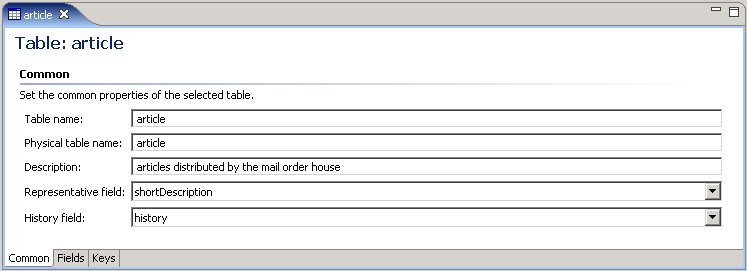 article
Table: article
Common
Set the common properties of the selected table.
Table name: article
Physical table name: article
Description: articles distributed by the mail order house
Representative field: shortDescription
History field: history
Common Fields Keys